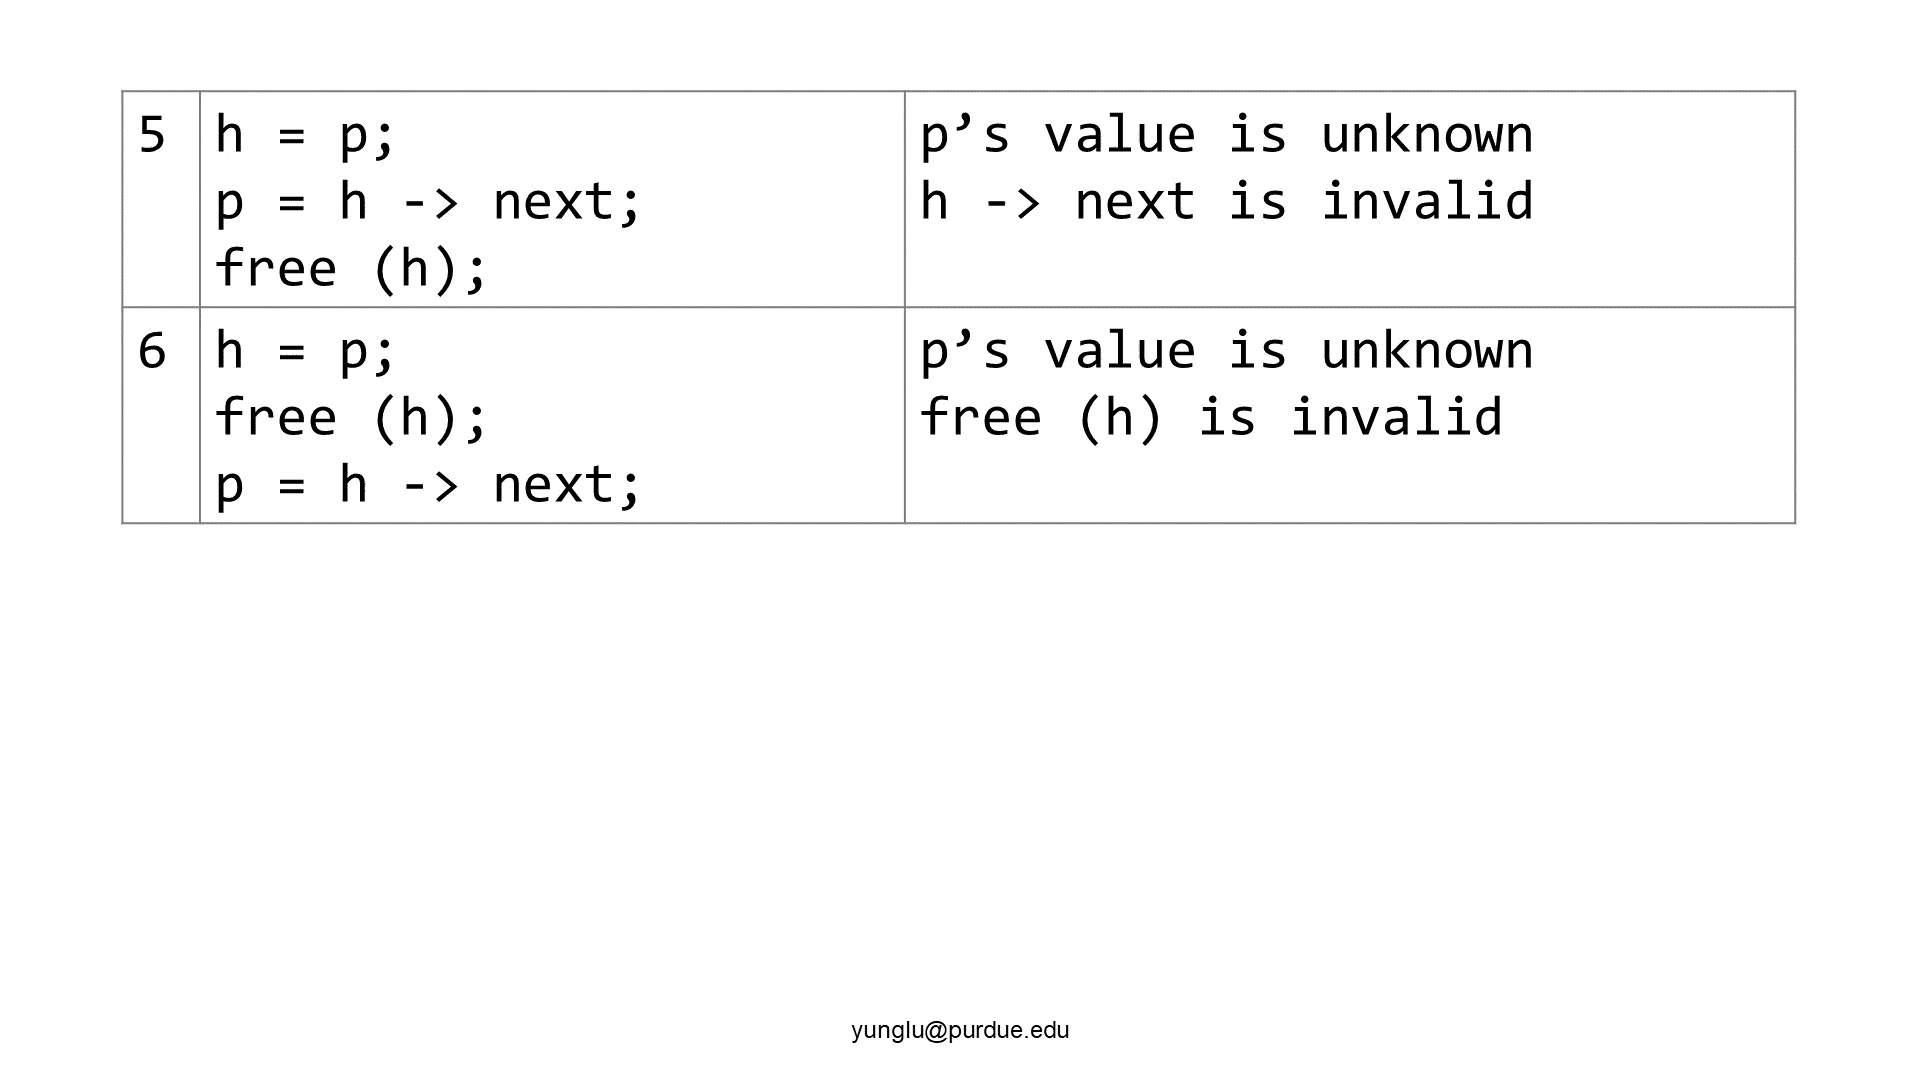 5
h = p;
p = h -> next;
free (h);
p’s value is unknown
h -> next is invalid
6
h = p;
free (h);
p = h -> next;
p’s value is unknown
free (h) is invalid
yunglu@purdue.edu